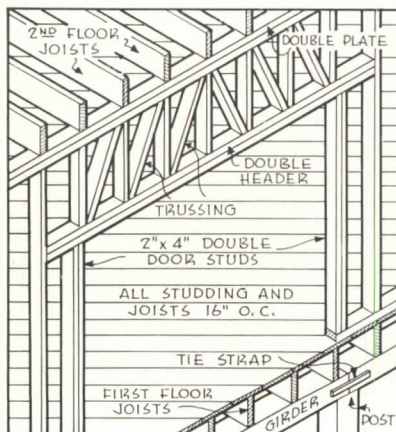 2ND FLOOR
JOISTS
DOUBLE PLATE
DOUBLE
HEADER
TRUSSING
2"x 4" DOUBLE
DOOR STUDS
ALL STUDDING AND
JOISTS 16" O.C.
TIE STRAP
FIRST FLOOR
JOISTS
GIRDER
POST